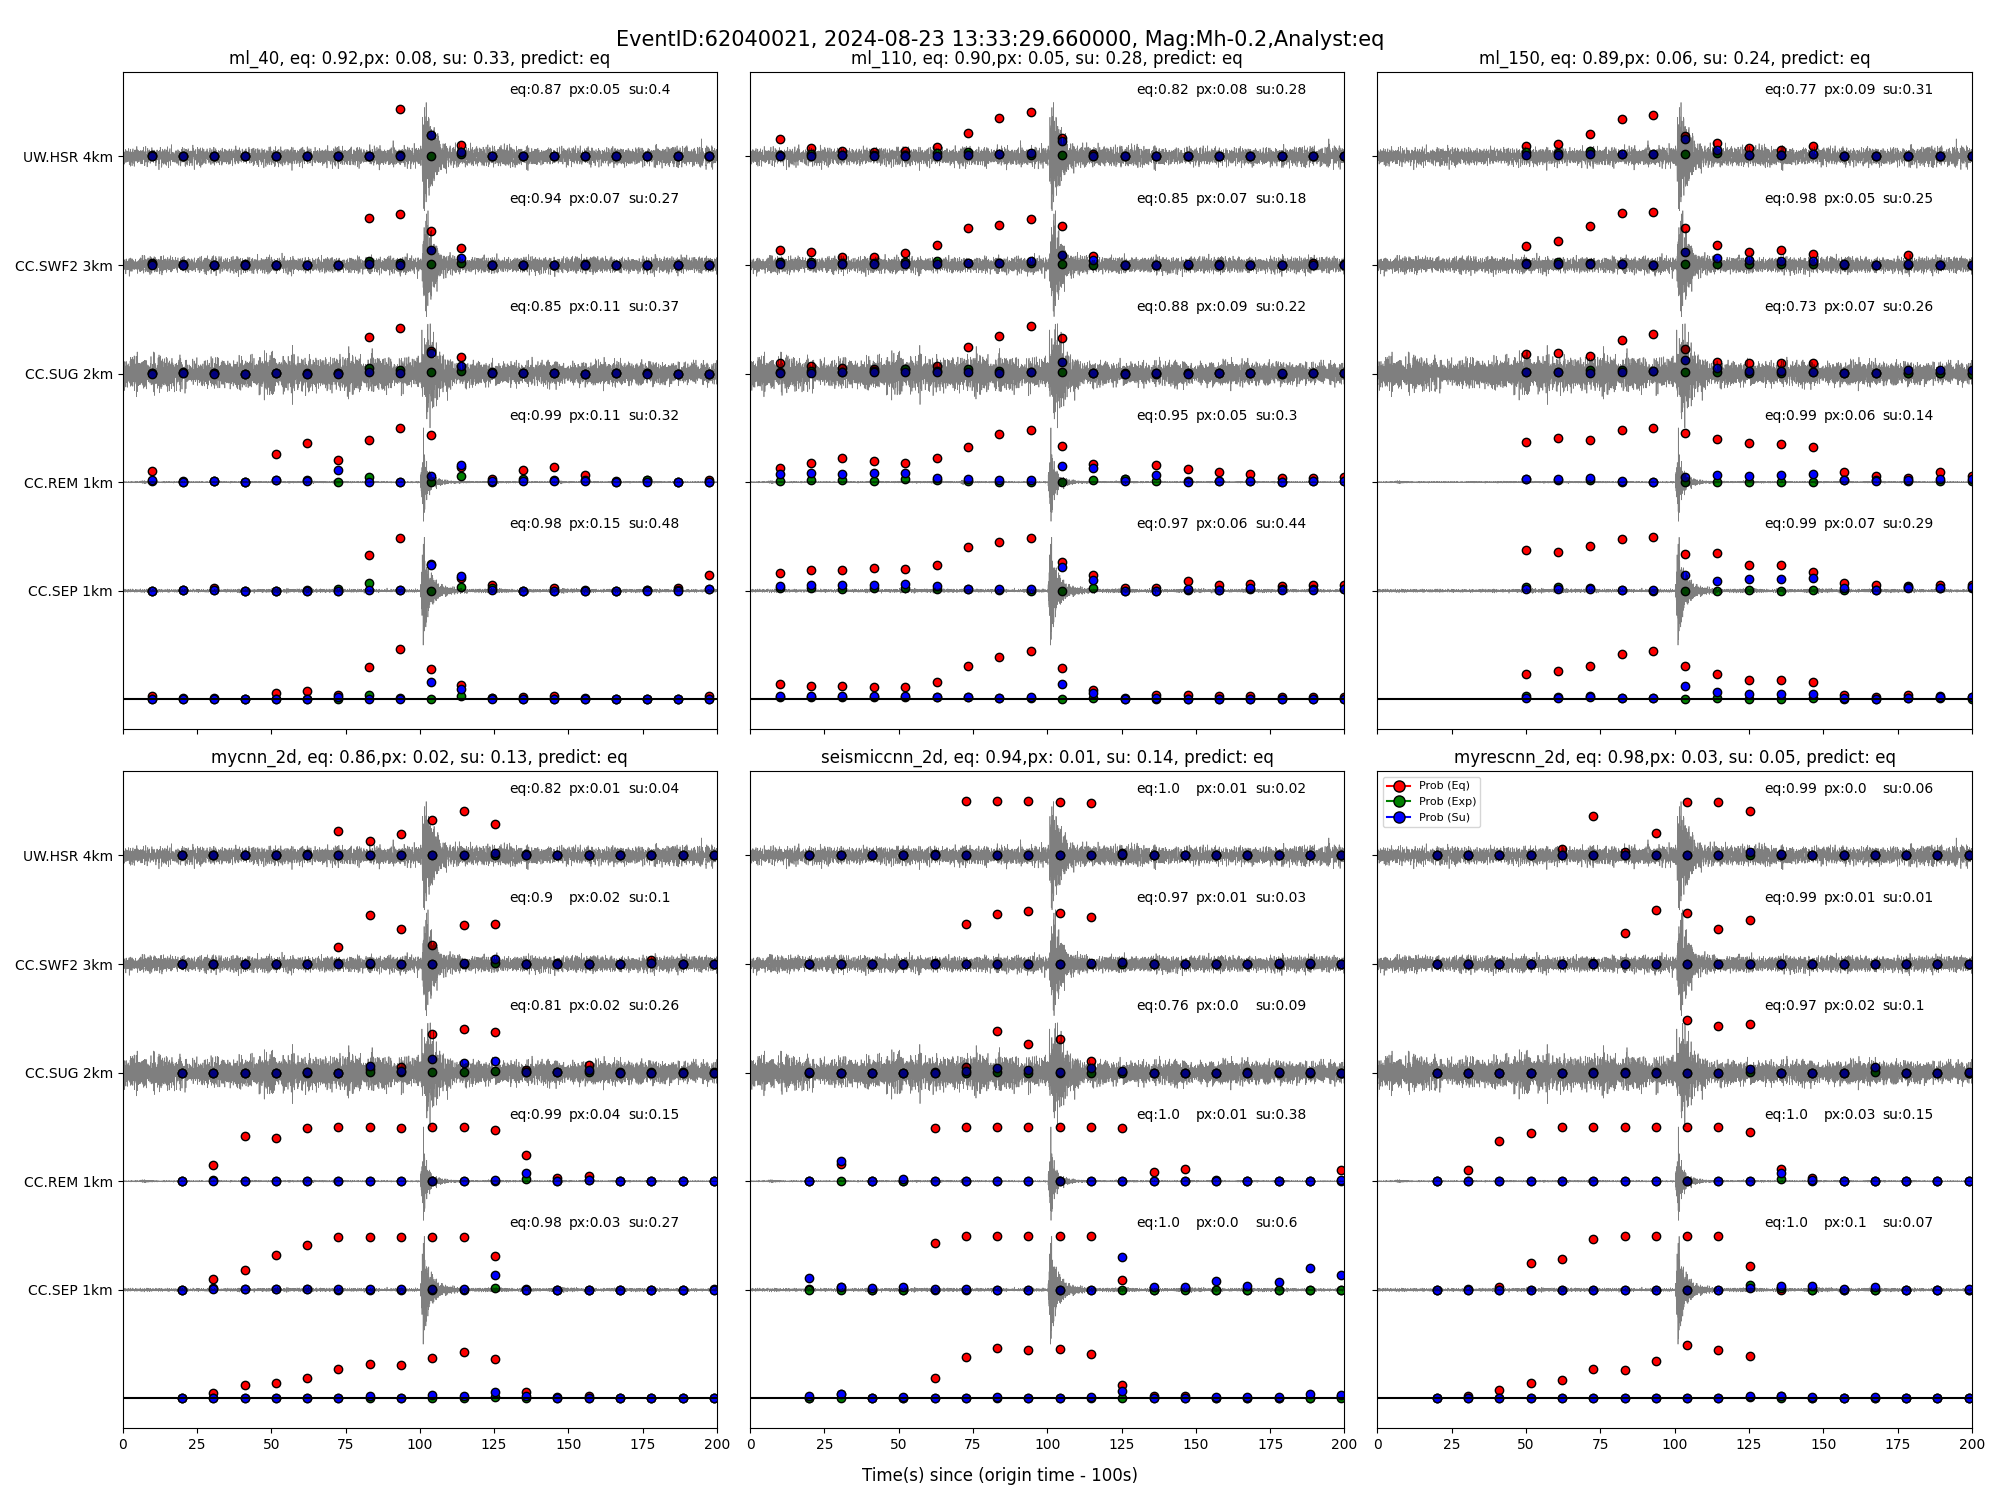 EventID:62040021, 2024-08-23 13:33:29.660000, Mag:Mh-0.2,Analyst:eq
ml_40, eq: 0.92,px: 0.08, su: 0.33, predict: eq
eq:0.87 px:0.05 su:0.4
UW.HSR 4km
eq:0.94 px:0.07 su:0.27
CC.SWF2 3km
eq:0.85 px:0.11 su:0.37
CC.SUG 2km
eq:0.99 px:0.11 su:0.32
CC.REM 1km
eq:0.98 px:0.15 su:0.48
CC.SEP 1km
ml_110, eq: 0.90,px: 0.05, su: 0.28, predict: eq
eq:0.82 px:0.08 su:0.28
eq:0.85 px:0.07 su:0.18
eq:0.88 px:0.09 su:0.22
eq:0.95 px:0.05 su:0.3
eq:0.97 px:0.06 su:0.44
ml_150, eq: 0.89,px: 0.06, su: 0.24, predict: eq
eq:0.77 px:0.09 su:0.31
eq:0.98 px:0.05 su:0.25
eq:0.73 px:0.07 su:0.26
eq:0.99 px:0.06 su:0.14
eq:0.99 px:0.07 su:0.29
mycnn_2d, eq: 0.86,px: 0.02, su: 0.13, predict: eq
eq:0.82 px:0.01 su:0.04
UW.HSR 4km
eq:0.9 px:0.02 su:0.1
CC.SWF2 3km
eq:0.81 px:0.02 su:0.26
CC.SUG 2km
eq:0.99 px:0.04 su:0.15
CC.REM 1km
eq:0.98 px:0.03 su:0.27
CC.SEP 1km
0 25 50 75 100 125 150 175 200
seismiccnn_2d, eq: 0.94,px: 0.01, su: 0.14, predict: eq
eq:1.0 px:0.01 su:0.02
eq:0.97 px:0.01 su:0.03
eq:0.76 px:0.0 su:0.09
eq:1.0 px:0.01 su:0.38
eq:1.0 px:0.0 su:0.6
0 25 50 75 100 125 150 175 200
myrescnn_2d, eq: 0.98,px: 0.03, su: 0.05, predict: eq
Prob (Eq)
Prob (Exp)
Prob (Su)
eq:0.99 px:0.0 su:0.06
eq:0.99 px:0.01 su:0.01
eq:0.97 px:0.02 su:0.1
eq:1.0 px:0.03 su:0.15
eq:1.0 px:0.1 su:0.07
0 25 50 75 100 125 150 175 200
Time(s) since (origin time - 100s)